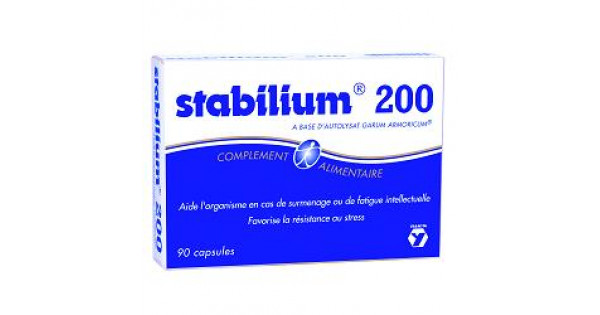 stabilium® 200
A BASE D'AUTOLYSAT GARUM ARMORICUM®
COMPLEMENT
ALIMENTAIRE
Aide l'organisme en cas de surmenage ou de fatigue intellectuelle
Favorise la résistance au stress
90 capsules
stabilium® 200